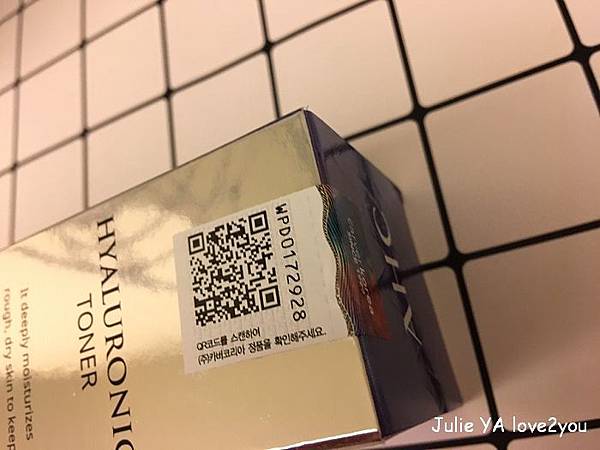 HYALURONIC
TONER
It deeply moisturizes
rough, dry skin to keep
WPD0172928
QR코드를 스캔하여
(주)카버코리아 정품을 확인해주세요.
AHC
Julie YA love2you